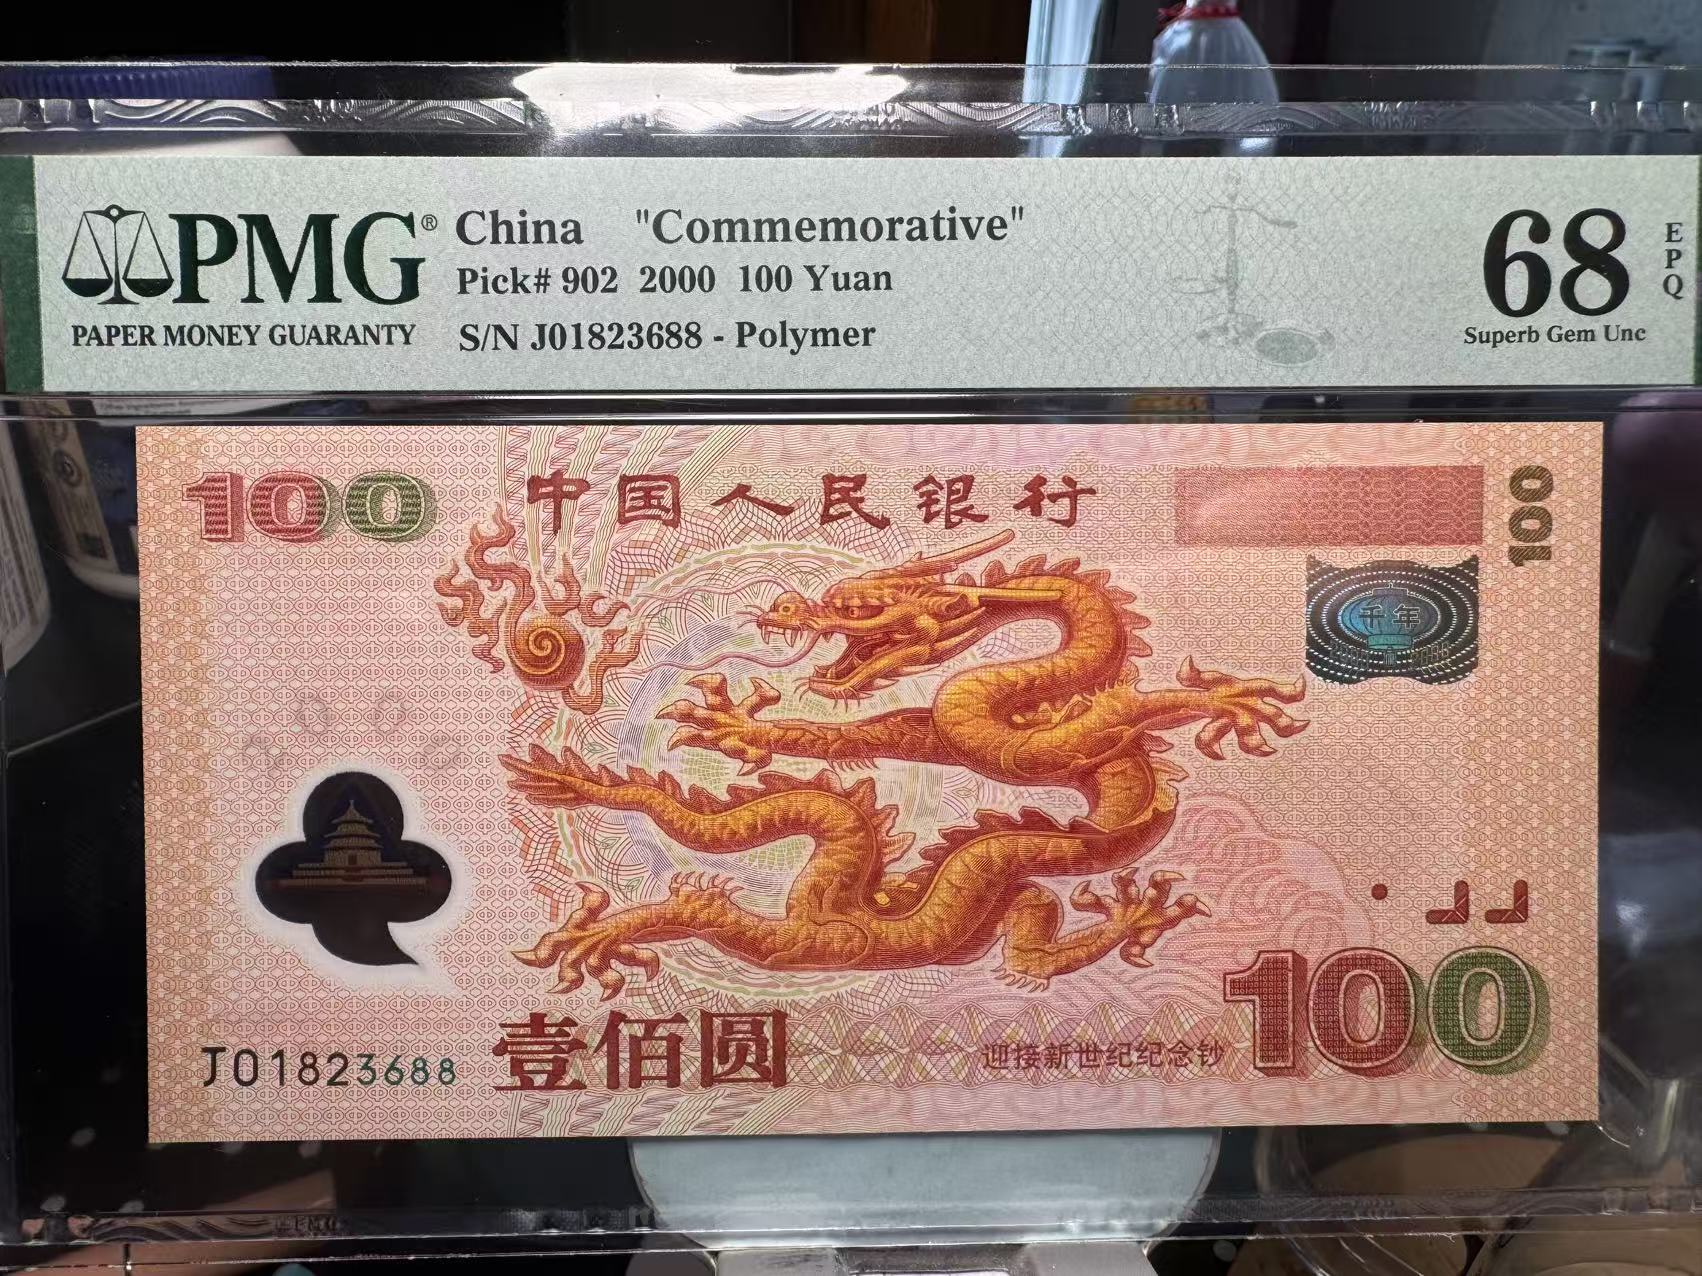 PMG® China "Commemorative"
Pick# 902 2000 100 Yuan
PAPER MONEY GUARANTY
S/N J01823688 - Polymer
68 EPQ
Superb Gem Unc
100
中国人民银行
100
千年
100
J01823688
壹佰圆
迎接新世纪纪念钞
PMG